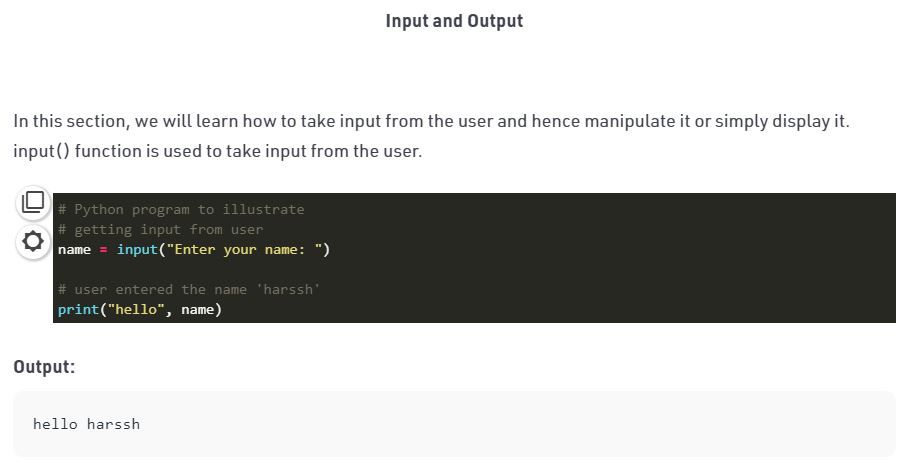 Input and Output
In this section, we will learn how to take input from the user and hence manipulate it or simply display it.
input() function is used to take input from the user.
# Python program to illustrate
# getting input from user
name = input("Enter your name: ")
# user entered the name 'harssh'
print("hello", name)
Output:
hello harssh